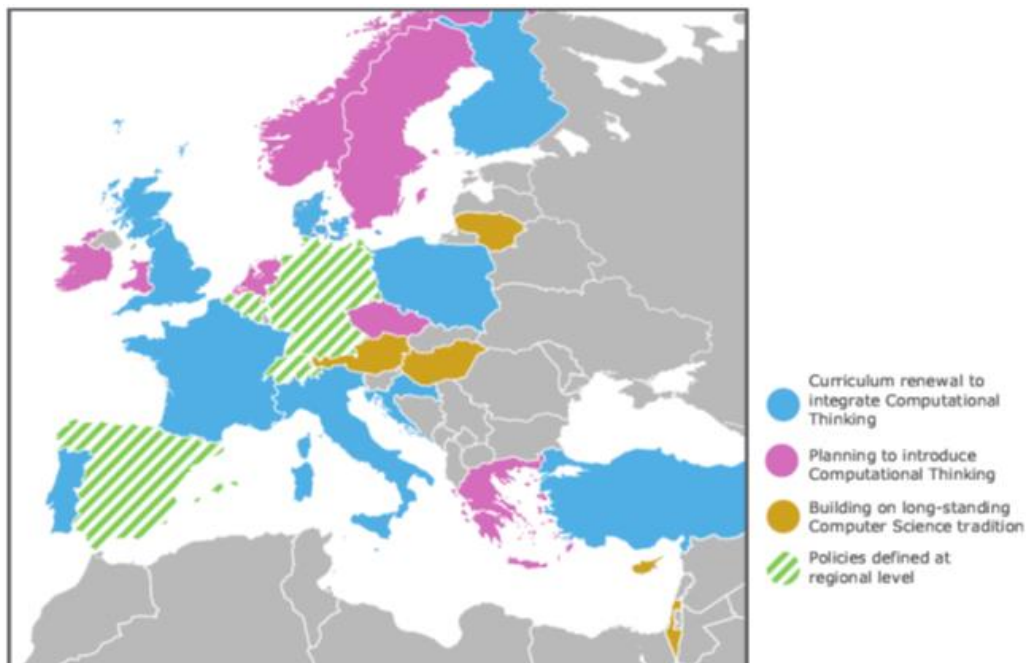 Curriculum renewal to
integrate Computational
Thinking
Planning to introduce
Computational Thinking
Building on long-standing
Computer Science tradition
Policies defined at
regional level